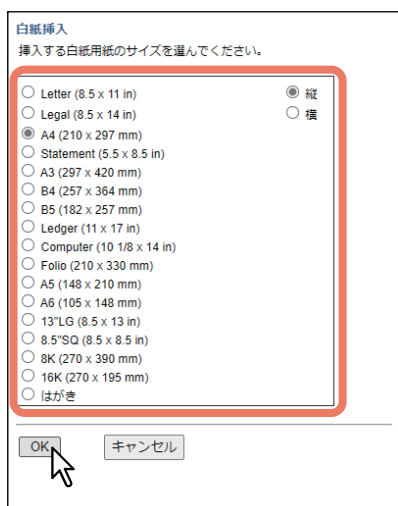 白紙挿入
挿入する白紙用紙のサイズを選んでください。
Letter (8.5 x 11 in)
縦
Legal (8.5 x 14 in)
横
A4 (210 x 297 mm)
Statement (5.5 x 8.5 in)
A3 (297 x 420 mm)
B4 (257 x 364 mm)
B5 (182 x 257 mm)
Ledger (11 x 17 in)
Computer (10 1/8 x 14 in)
Folio (210 x 330 mm)
A5 (148 x 210 mm)
A6 (105 x 148 mm)
13"LG (8.5 x 13 in)
8.5"SQ (8.5 x 8.5 in)
8K (270 x 390 mm)
16K (270 x 195 mm)
はがき
OK キャンセル